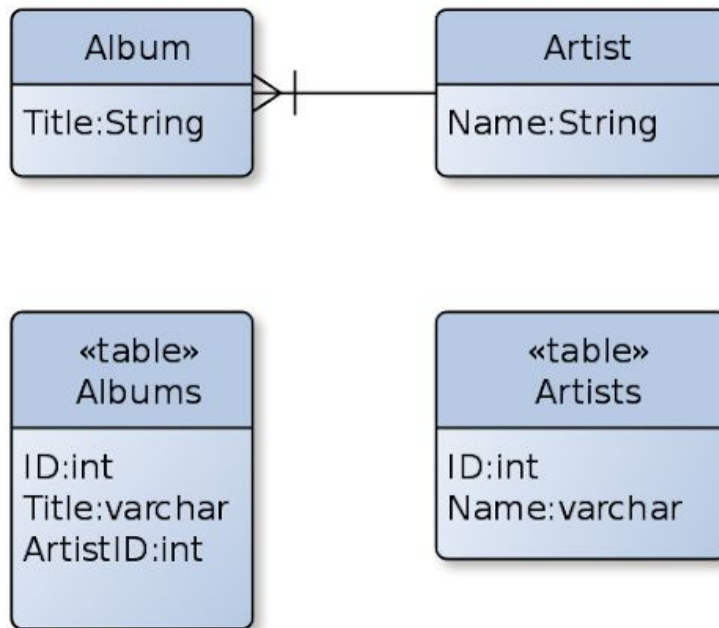 Album
Title:String
Artist
Name:String
«table»
Albums
ID:int
Title:varchar
ArtistID:int
«table»
Artists
ID:int
Name:varchar